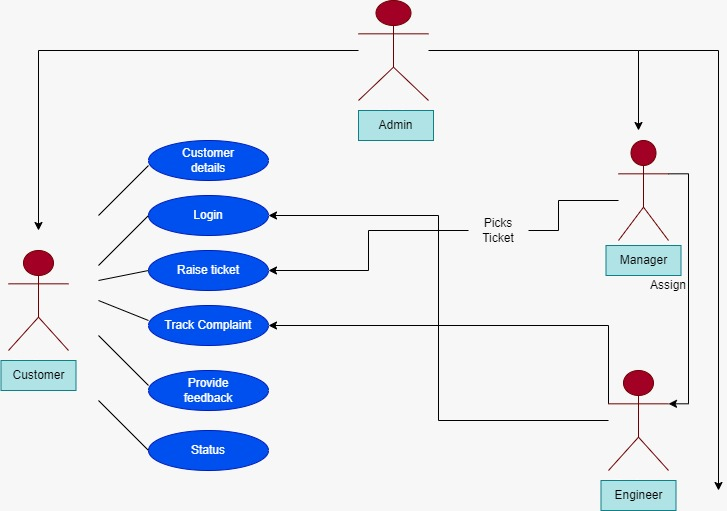 Admin
Customer
details
Login
Picks
Ticket
Manager
Raise ticket
Assign
Track Complaint
Customer
Provide
feedback
Status
Engineer